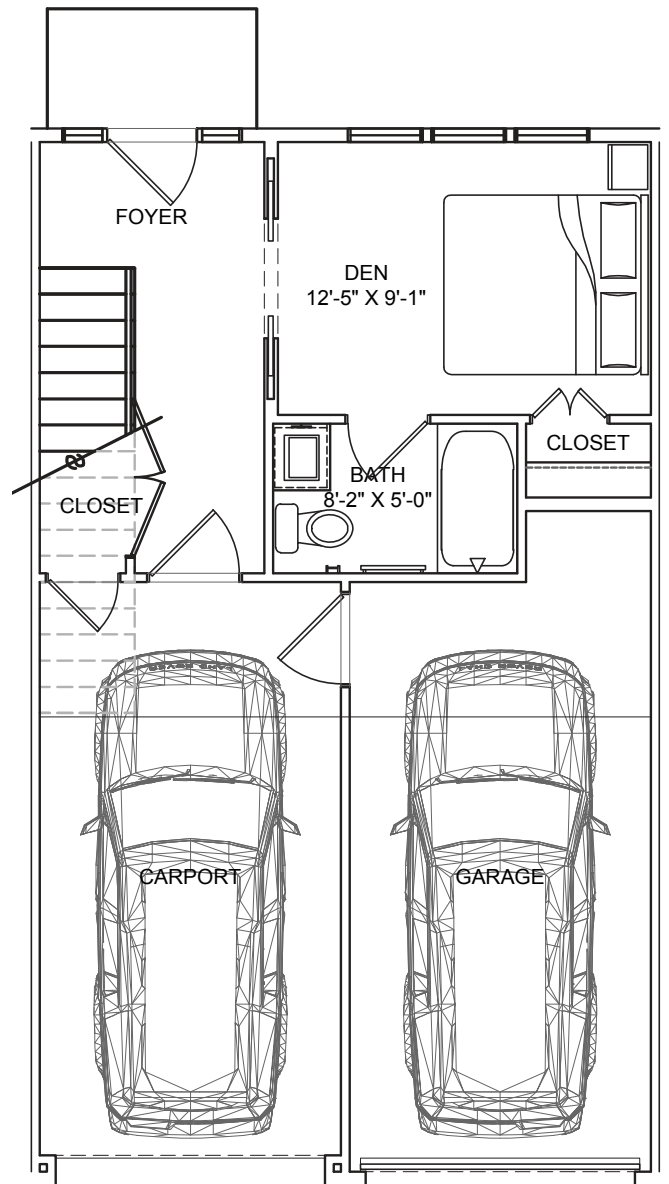 FOYER
DEN
12'-5" X 9'-1"
CLOSET
BATH
8'-2" X 5'-0"
CLOSET
CARPORT
GARAGE